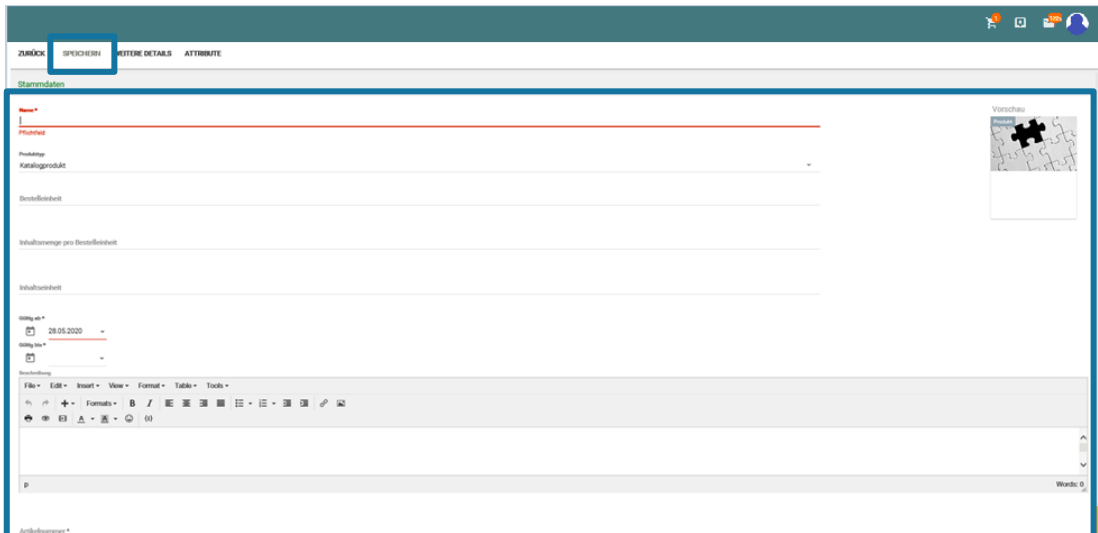 1
ZURÜCK SPEICHERN WEITERE DETAILS ATTRIBUTE
Stammdaten
Name *
Pflichtfeld
Vorschau
Produkt
Produkttyp
Katalogprodukt
Bestelleinheit
Inhaltsmenge pro Bestelleinheit
Inhaltseinheit
Gültig ab *
28.05.2020
Gültig bis *
Beschreibung
File Edit Insert View Format Table Tools
Formats B I
A A
p Words: 0
Artikelnummer *